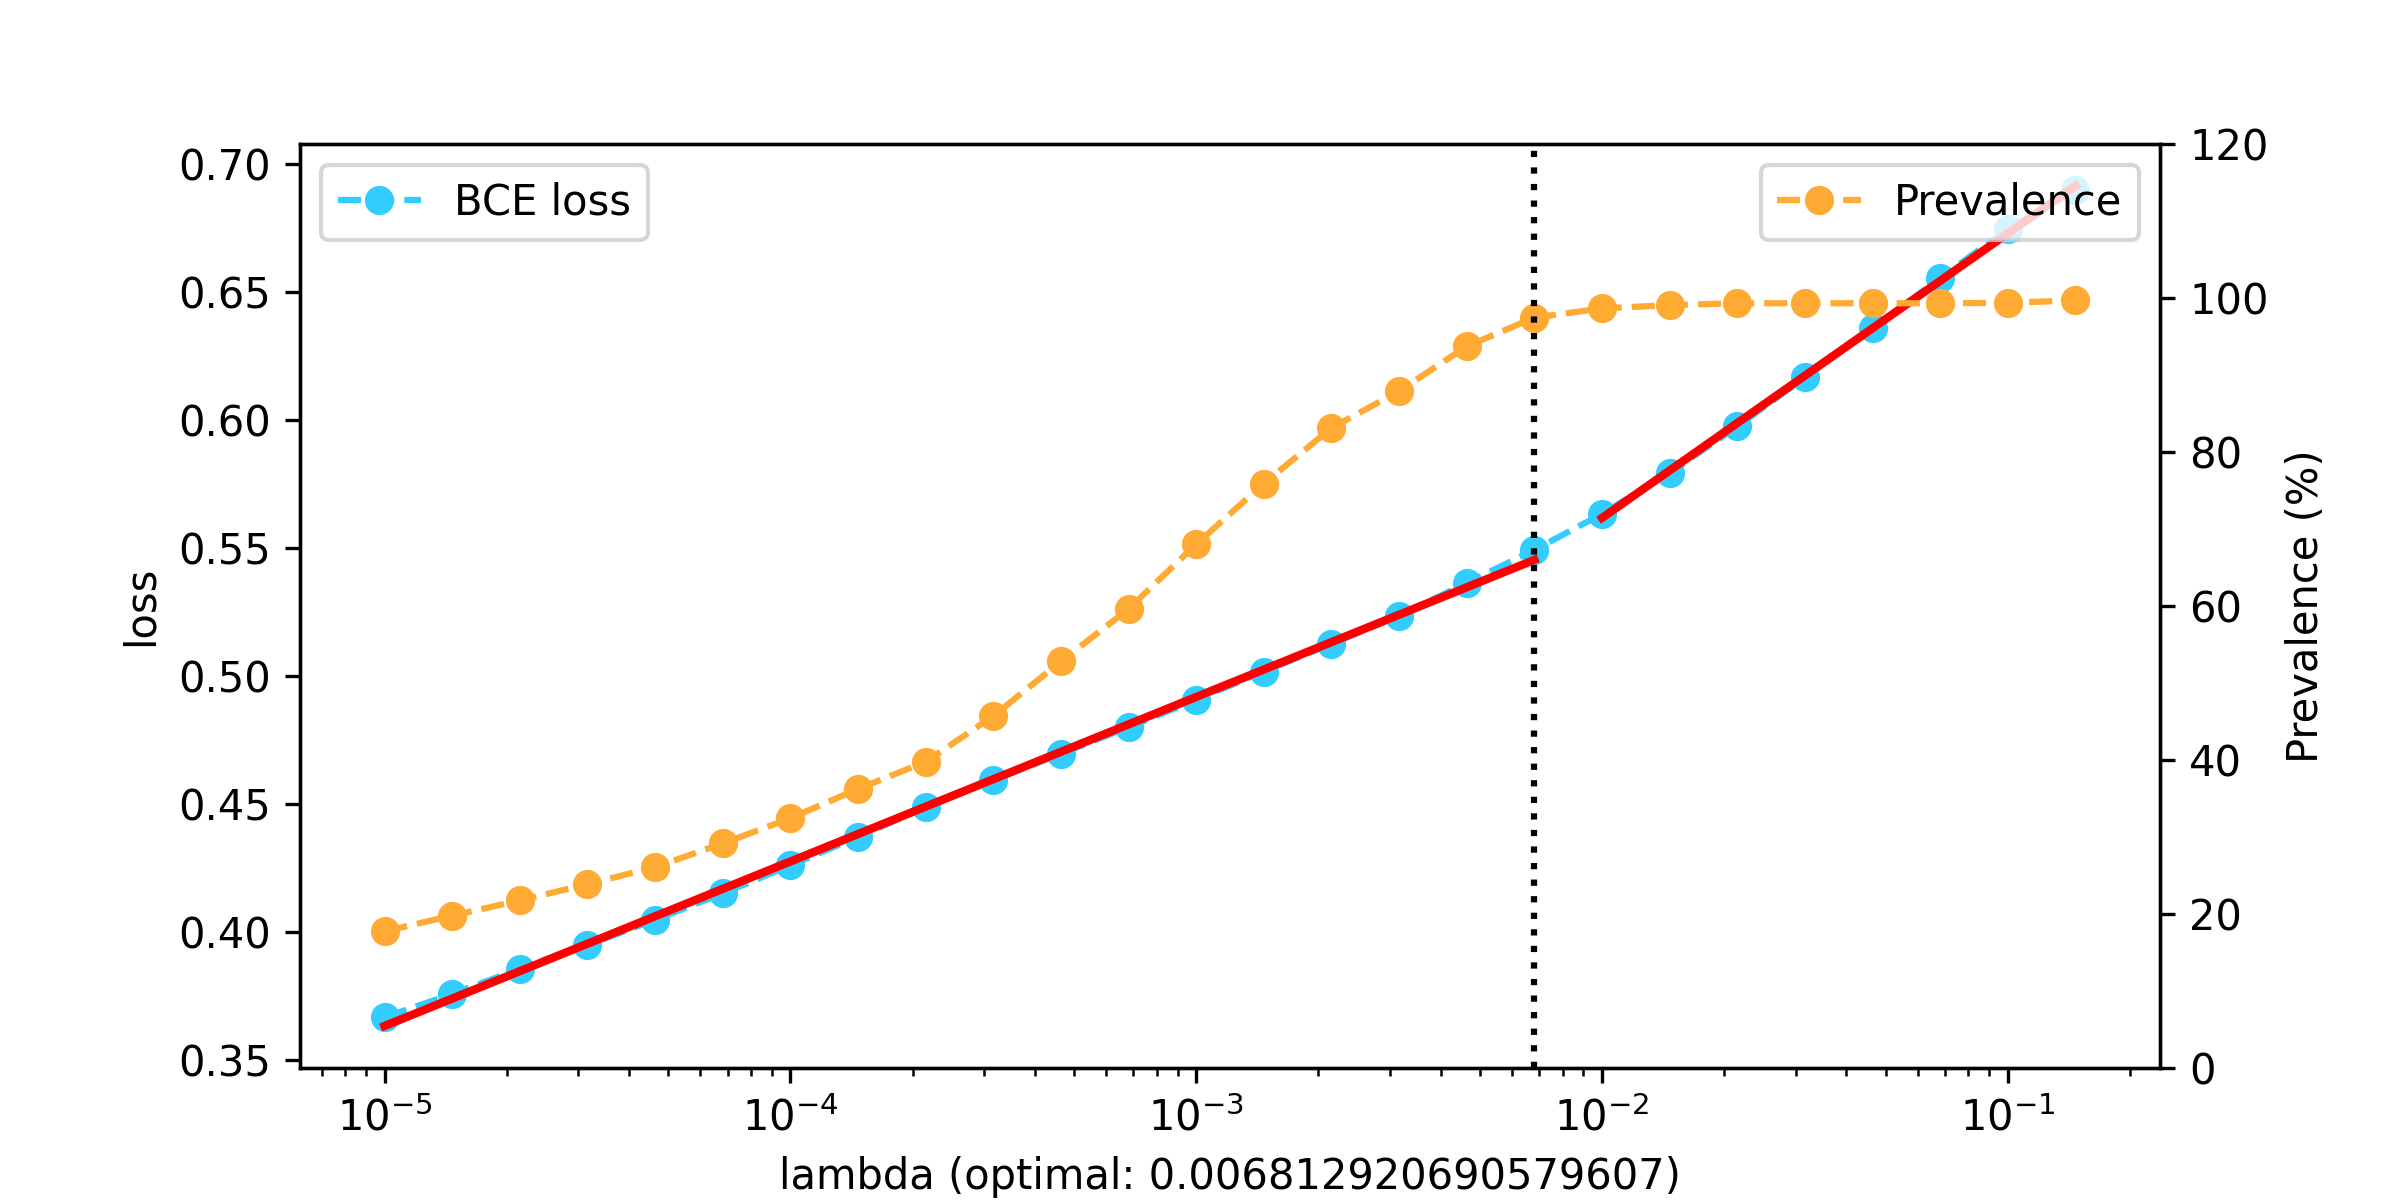 BCE loss
Prevalence
0.70
0.65
0.60
0.55
0.50
0.45
0.40
0.35
loss
120
100
80
60
40
20
0
Prevalence (%)
10⁻⁵ 10⁻⁴ 10⁻³ 10⁻² 10⁻¹
lambda (optimal: 0.006812920690579607)